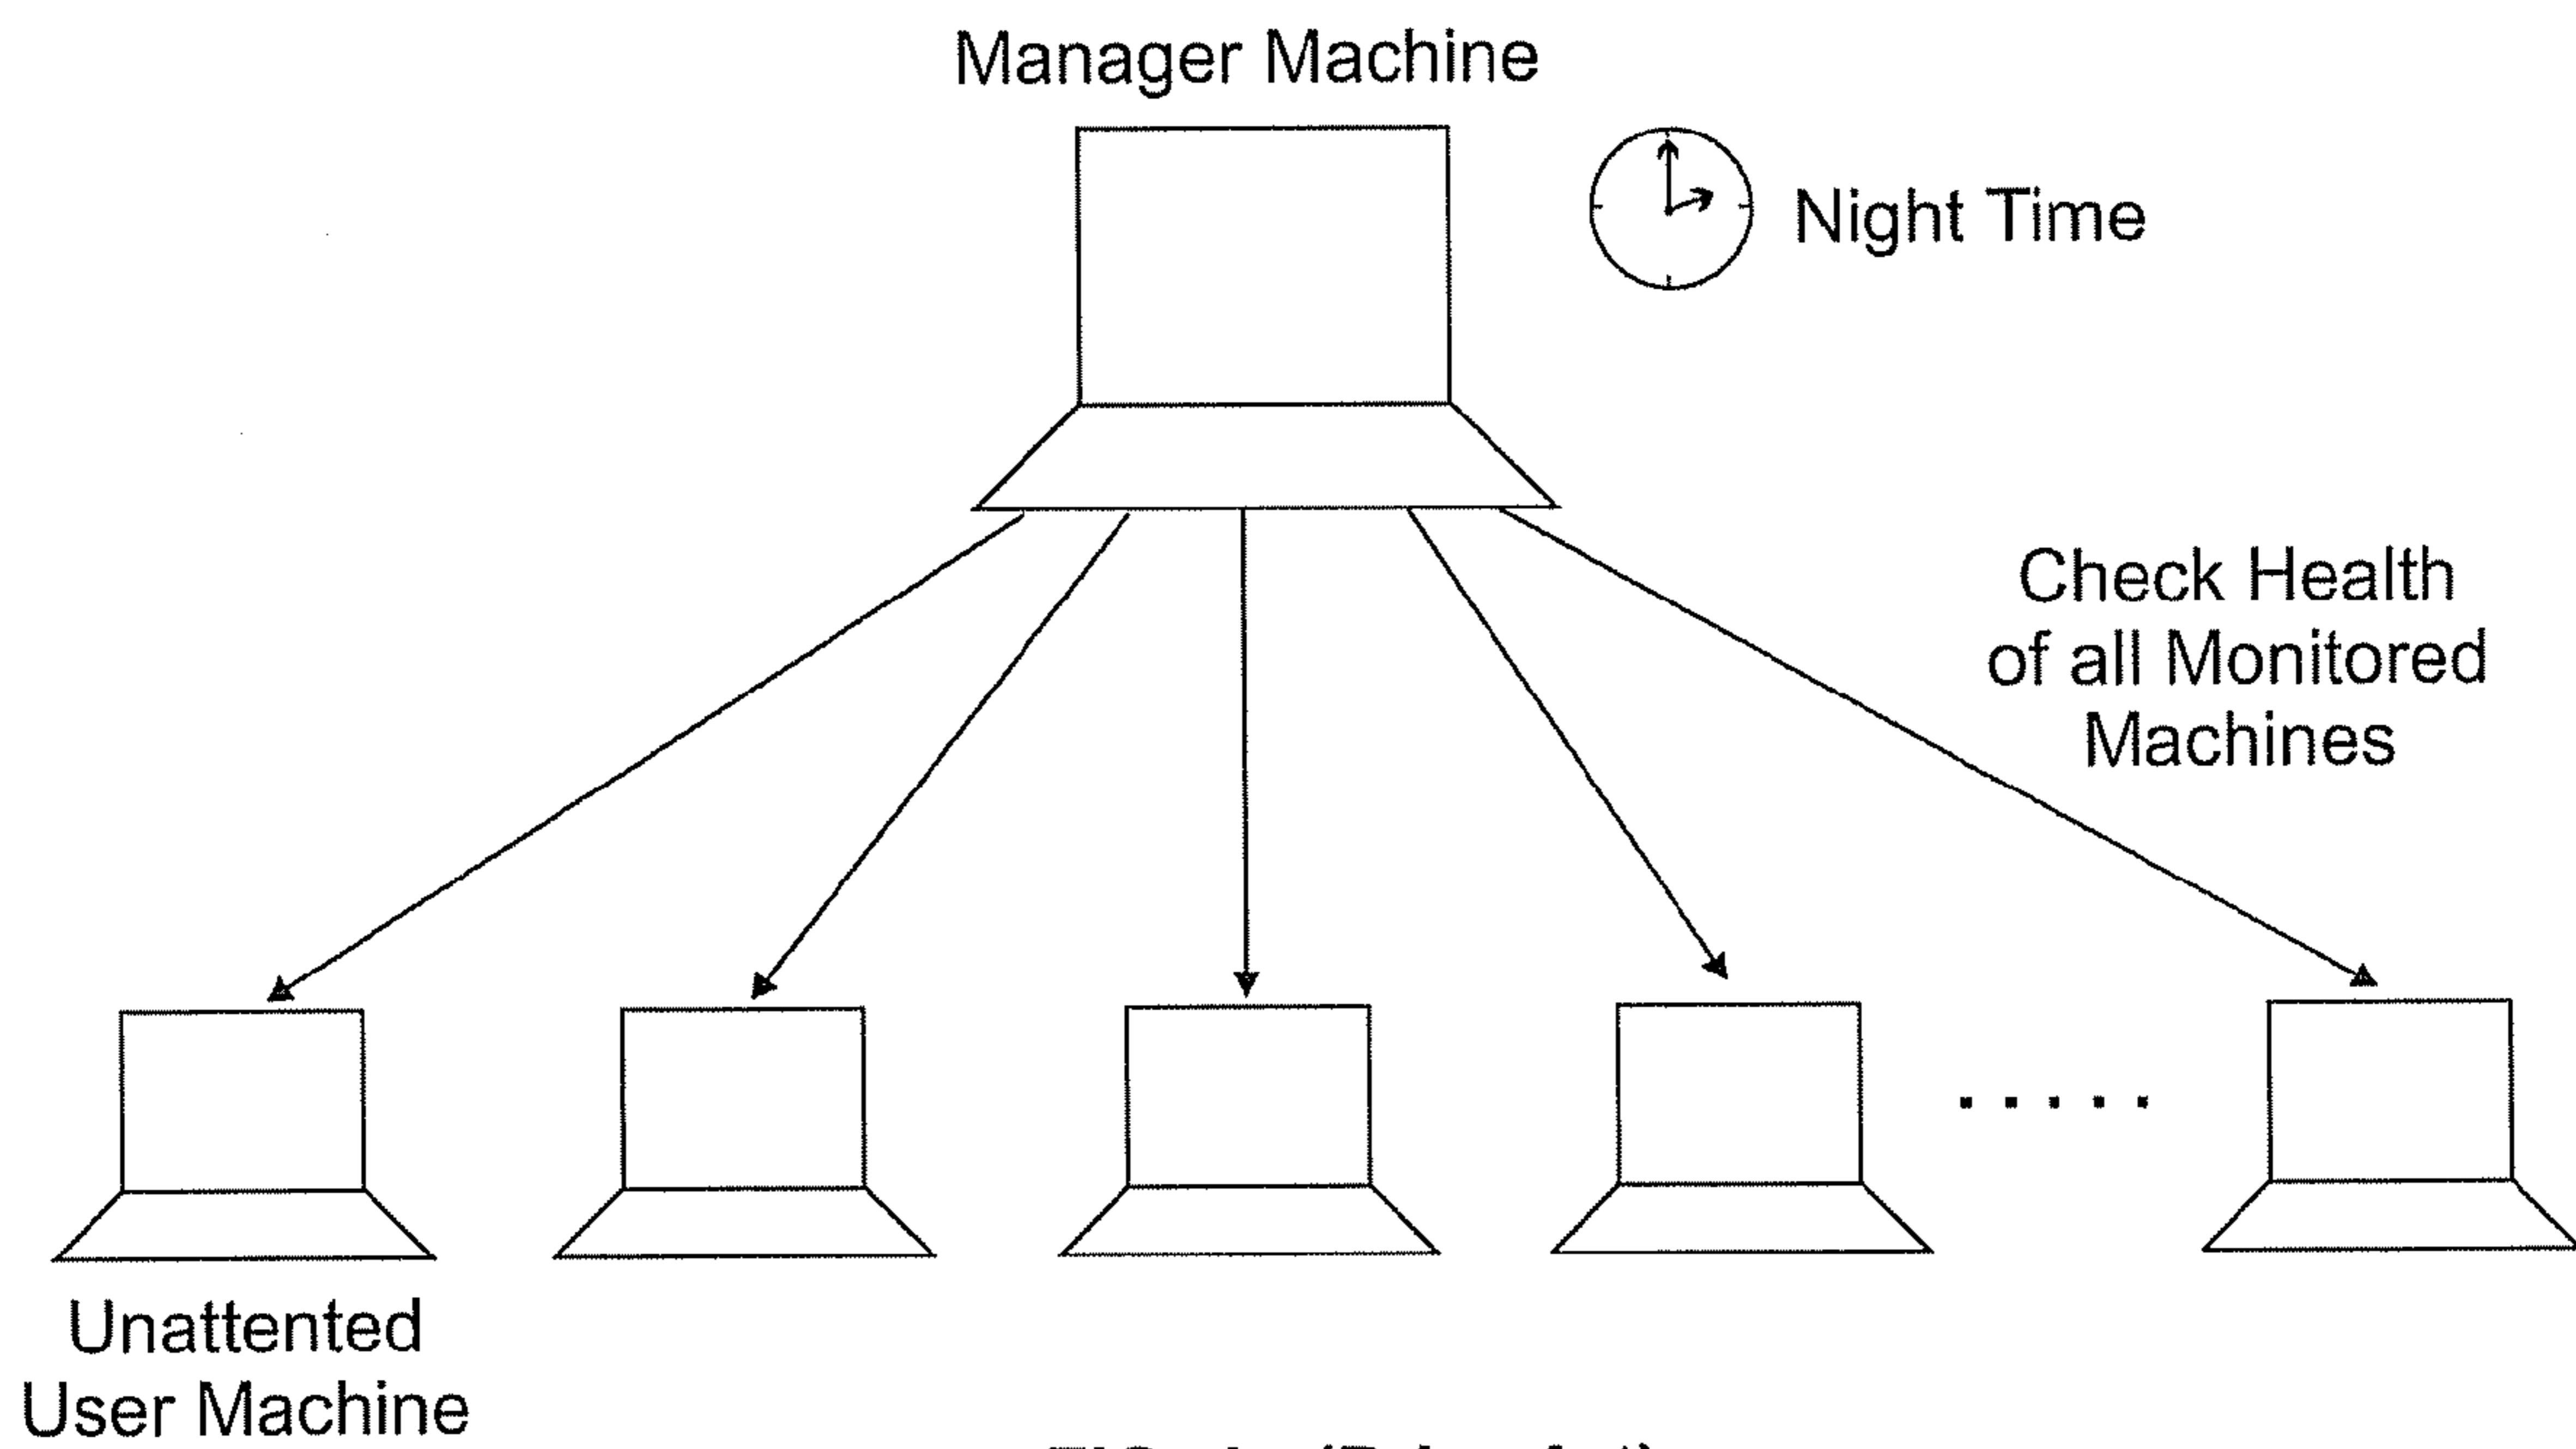 Manager Machine
Night Time
Check Health
of all Monitored
Machines
.....
Unattented
User Machine